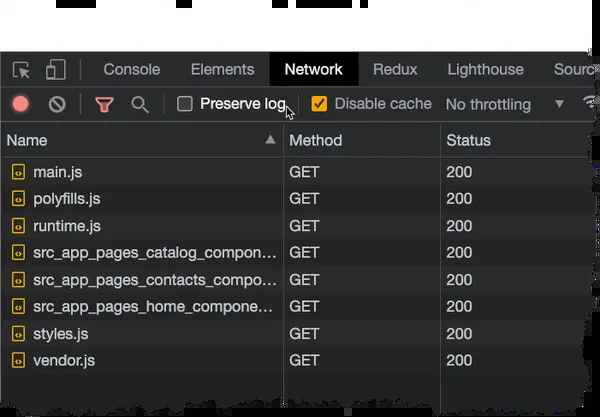 Console Elements Network Redux Lighthouse Sourc
Preserve log Disable cache No throttling
Name Method Status
main.js GET 200
polyfills.js GET 200
runtime.js GET 200
src_app_pages_catalog_compon... GET 200
src_app_pages_contacts_compo... GET 200
src_app_pages_home_compone... GET 200
styles.js GET 200
vendor.js GET 200